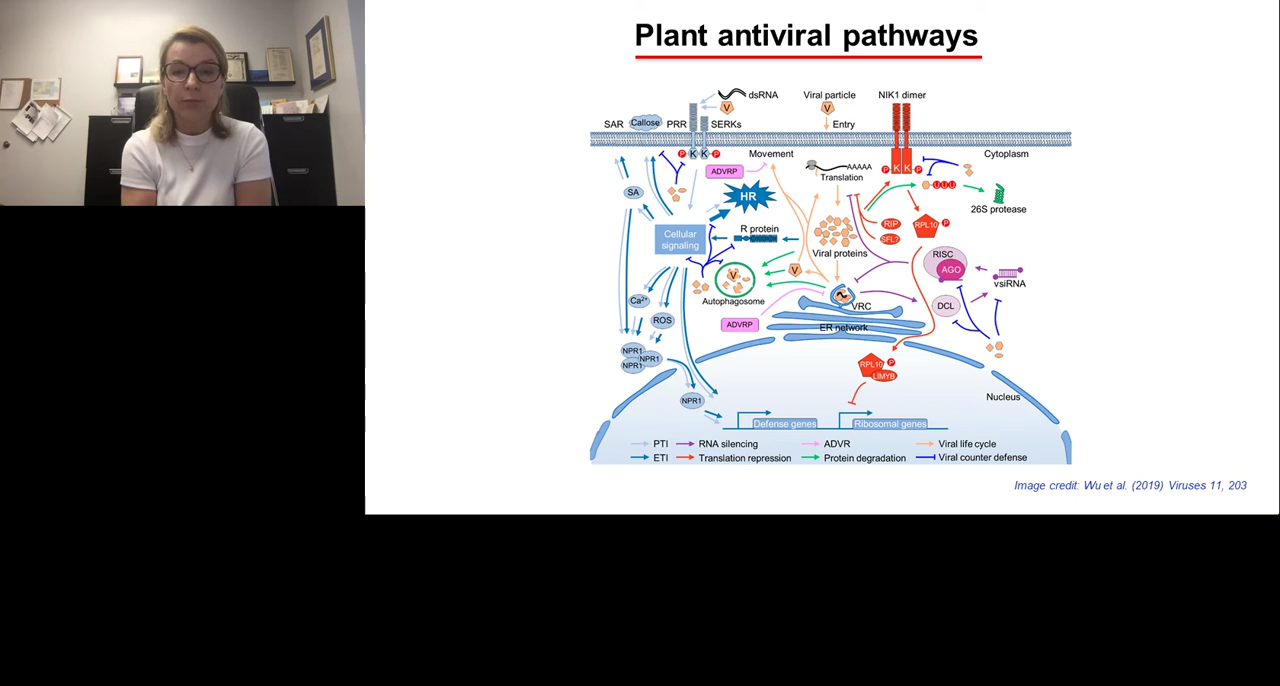 Plant antiviral pathways
dsRNA
Viral particle
NIK1 dimer
V
V
SAR
Callose
PRR
SERKs
Entry
P K K P
Movement
Cytoplasm
ADVRP
AAAAA
Translation
P K K P
U U U
26S protease
SA
HR
RIP
RPL10 P
SFL?
Cellular
signaling
R protein
Viral proteins
RISC
AGO
V
V
vsiRNA
Autophagosome
VRC
DCL
Ca2+
ROS
ADVRP
ER network
NPR1
NPR1
NPR1
RPL10 P
LIMYB
NPR1
Nucleus
Defense genes
Ribosomal genes
PTI
RNA silencing
ADVR
Viral life cycle
ETI
Translation repression
Protein degradation
Viral counter defense
Image credit: Wu et al. (2019) Viruses 11, 203